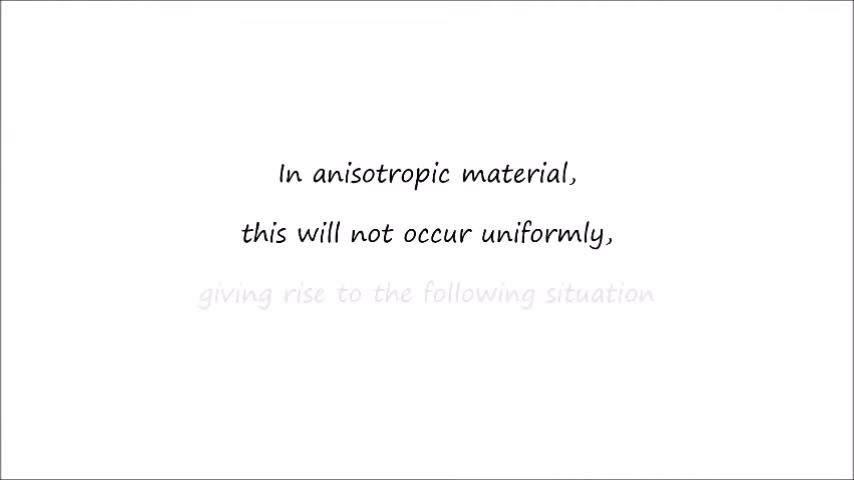 In anisotropic material,
this will not occur uniformly,
giving rise to the following situation